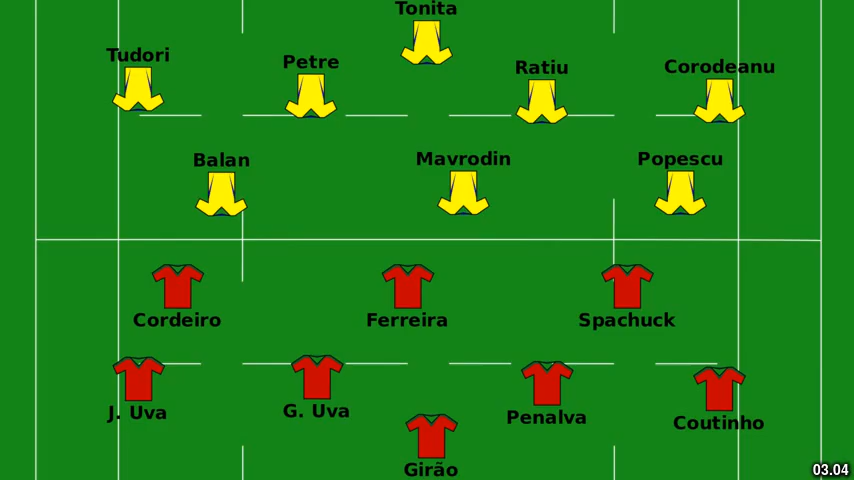 Tonita
Tudori
Petre
Ratiu
Corodeanu
Balan
Mavrodin
Popescu
Cordeiro
Ferreira
Spachuck
J. Uva
G. Uva
Penalva
Coutinho
Girão
03.04